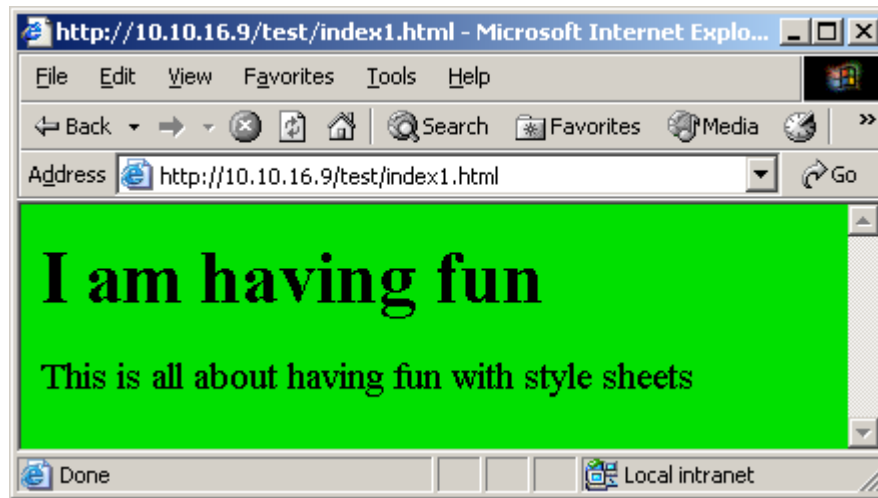 http://10.10.16.9/test/index1.html - Microsoft Internet Explo...
File Edit View Favorites Tools Help
Back Search Favorites Media »
Address http://10.10.16.9/test/index1.html Go
I am having fun
This is all about having fun with style sheets
Done Local intranet